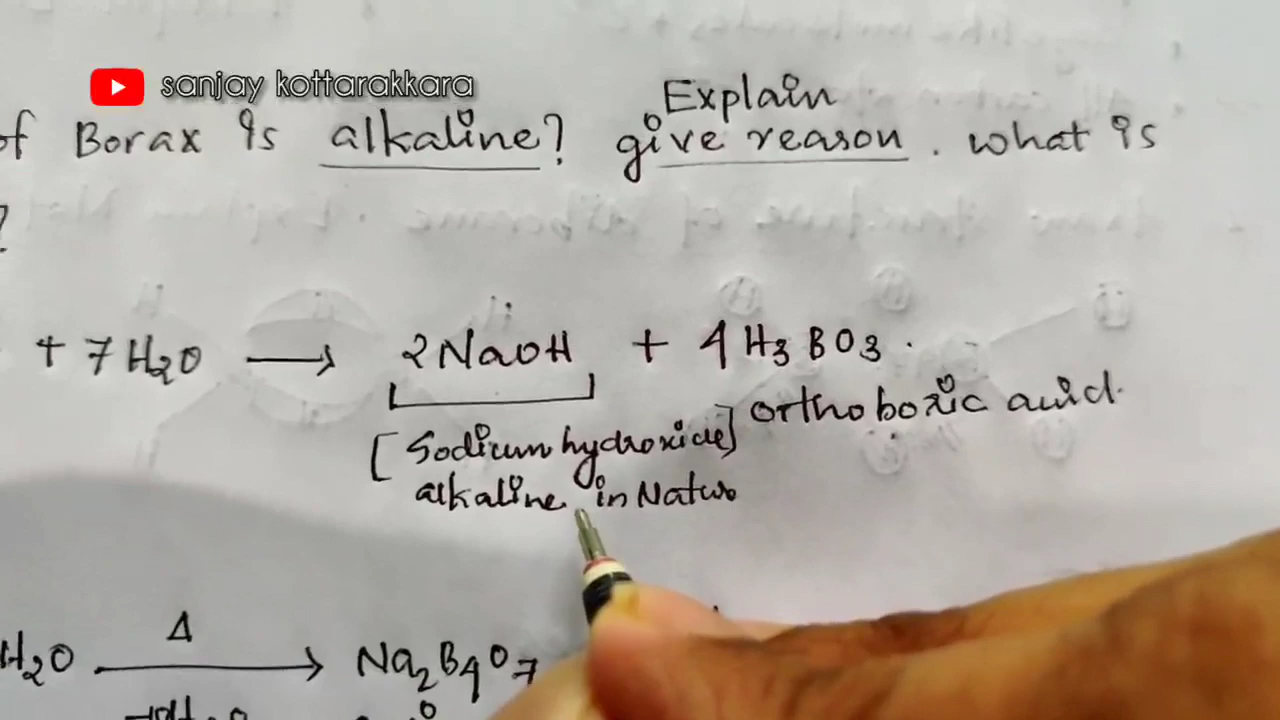 sanjay kottarakkara
Explain
of Borax is alkaline? give reason. what is
?
+ 7H₂O → 2NaOH + 4H₃BO₃.
Orthoboric acid.
[Sodium hydroxide]
alkaline in Natur
H₂O Δ → Na₂B₄O₇